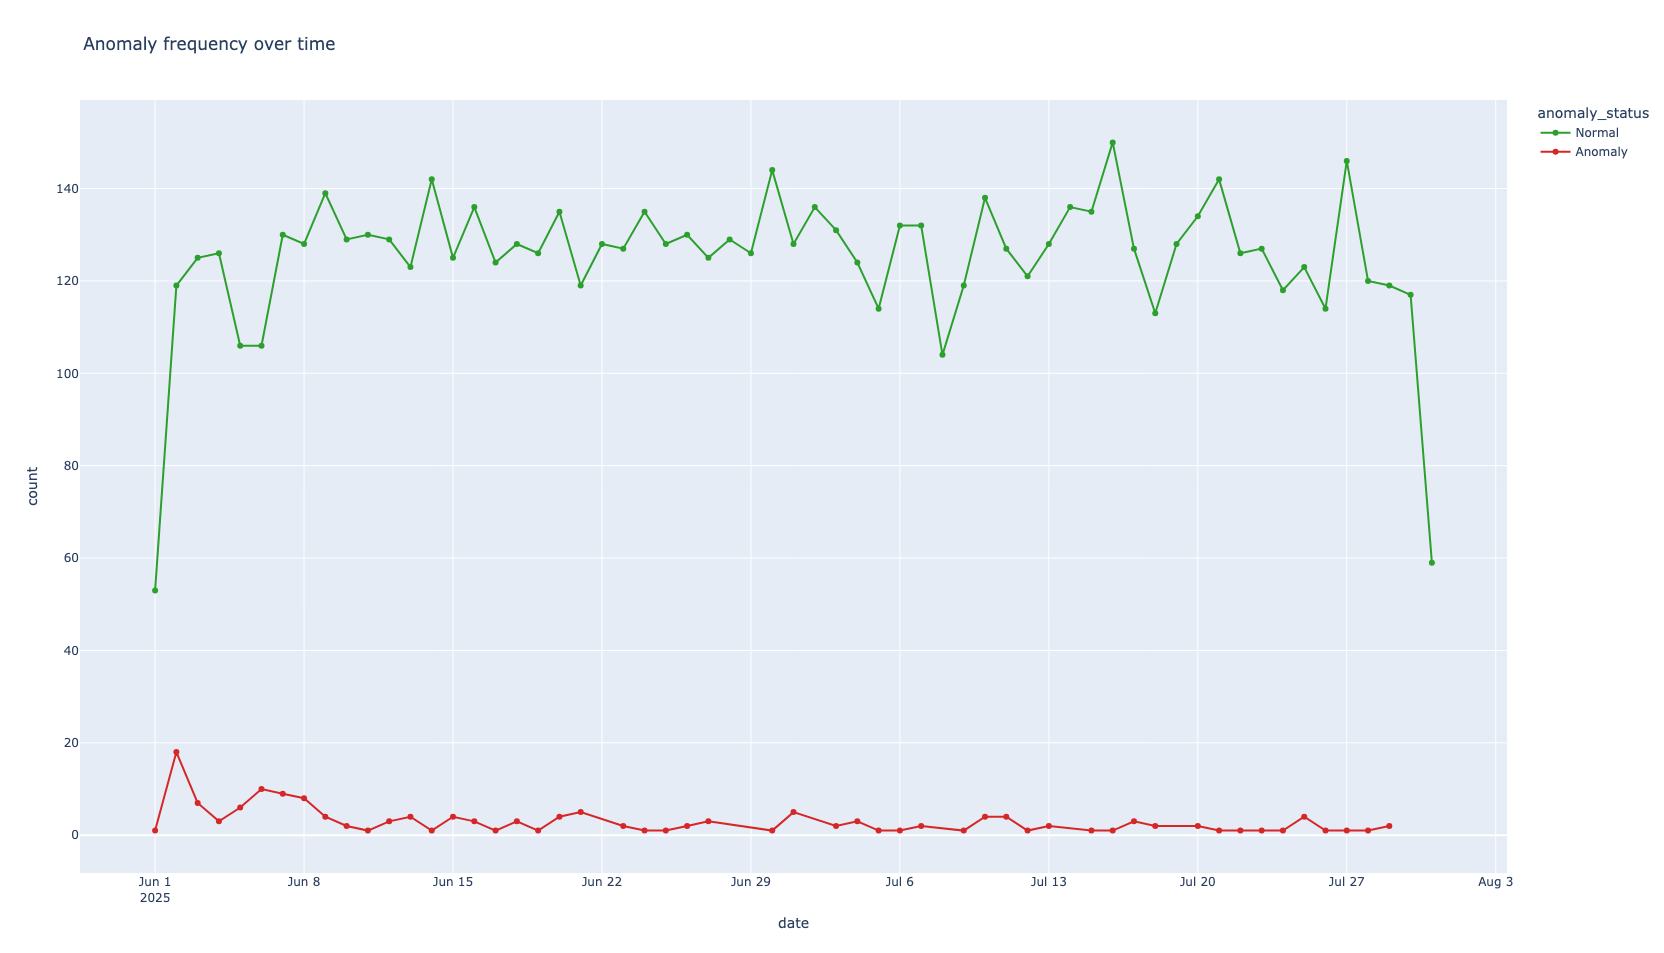 Anomaly frequency over time
anomaly_status
Normal
Anomaly
count
140
120
100
80
60
40
20
0
Jun 1
2025
Jun 8
Jun 15
Jun 22
Jun 29
Jul 6
Jul 13
Jul 20
Jul 27
Aug 3
date